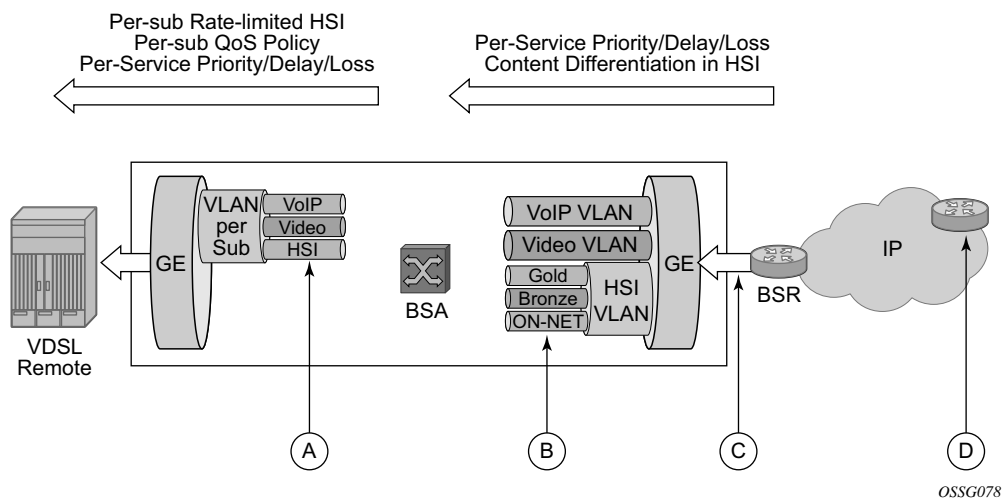 Per-sub Rate-limited HSI
Per-sub QoS Policy
Per-Service Priority/Delay/Loss
Per-Service Priority/Delay/Loss
Content Differentiation in HSI
VDSL
Remote
GE
VLAN
per
Sub
VoIP
Video
HSI
BSA
VoIP VLAN
Video VLAN
Gold
Bronze
ON-NET
HSI
VLAN
GE
BSR
IP
A
B
C
D
OSSG078